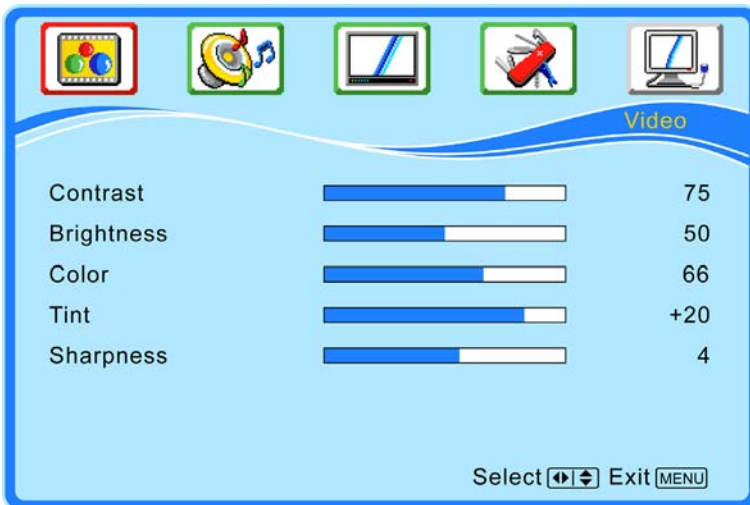 Video
Contrast 75
Brightness 50
Color 66
Tint +20
Sharpness 4
Select Exit MENU